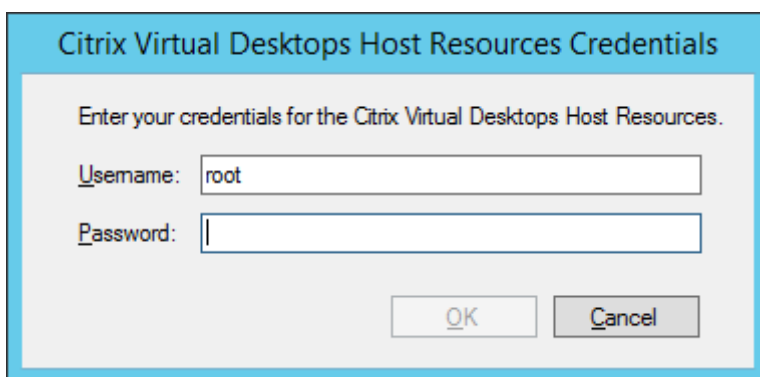 Citrix Virtual Desktops Host Resources Credentials
Enter your credentials for the Citrix Virtual Desktops Host Resources.
Username: root
Password:
OK Cancel